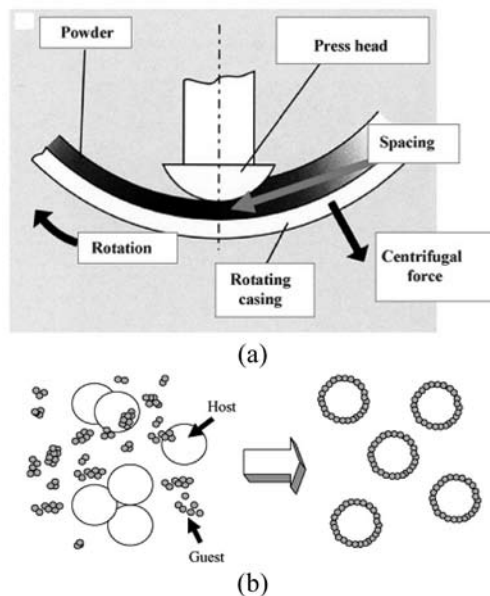 Powder
Press head
Spacing
Rotation
Rotating
casing
Centrifugal
force
(a)
Host
Guest
(b)